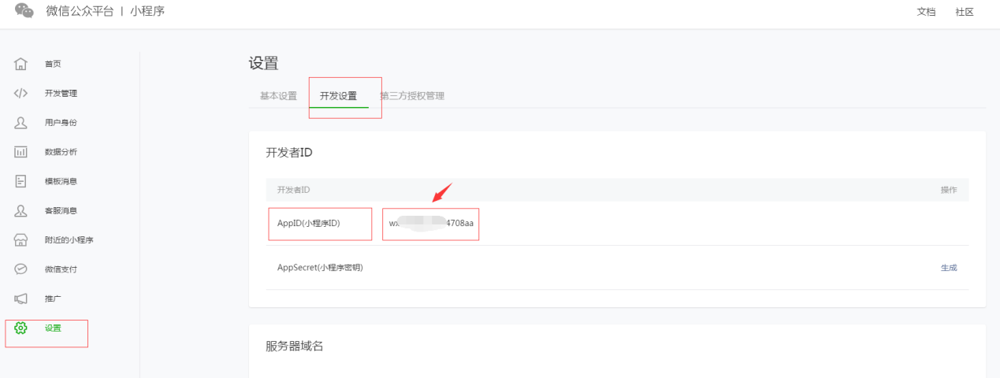 微信公众平台 | 小程序
文档 社区
首页
开发管理
用户身份
数据分析
模板消息
客服消息
附近的小程序
微信支付
推广
设置
设置
基本设置 开发设置 第三方授权管理
开发者ID
开发者ID 操作
AppID(小程序ID) 4708aa
AppSecret(小程序密钥) 生成
服务器域名